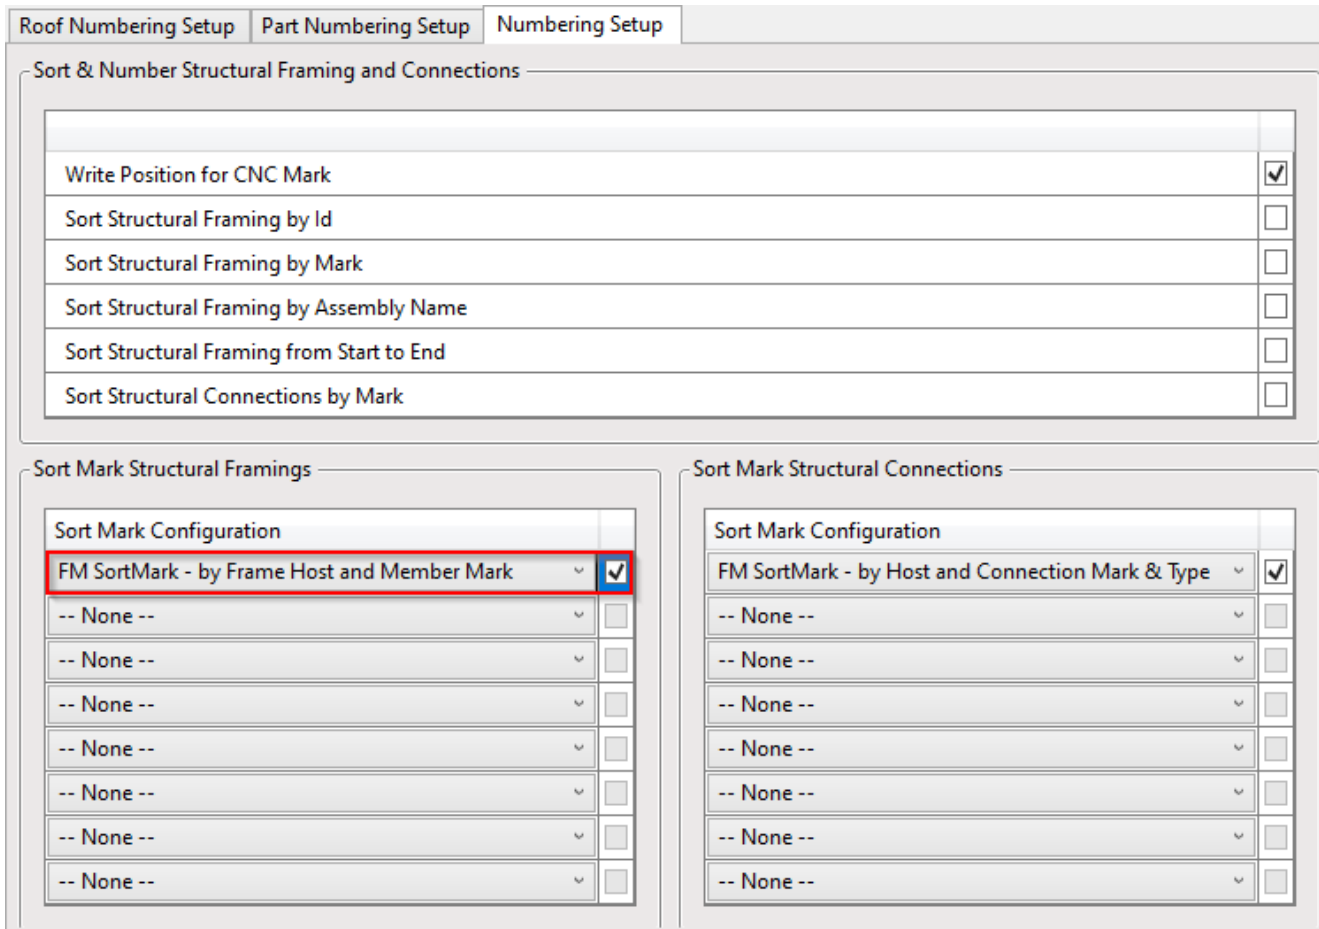 Roof Numbering Setup
Part Numbering Setup
Numbering Setup
Sort & Number Structural Framing and Connections
Write Position for CNC Mark
Sort Structural Framing by Id
Sort Structural Framing by Mark
Sort Structural Framing by Assembly Name
Sort Structural Framing from Start to End
Sort Structural Connections by Mark
Sort Mark Structural Framings
Sort Mark Configuration
FM SortMark - by Frame Host and Member Mark
-- None --
-- None --
-- None --
-- None --
-- None --
-- None --
-- None --
Sort Mark Structural Connections
Sort Mark Configuration
FM SortMark - by Host and Connection Mark & Type
-- None --
-- None --
-- None --
-- None --
-- None --
-- None --
-- None --